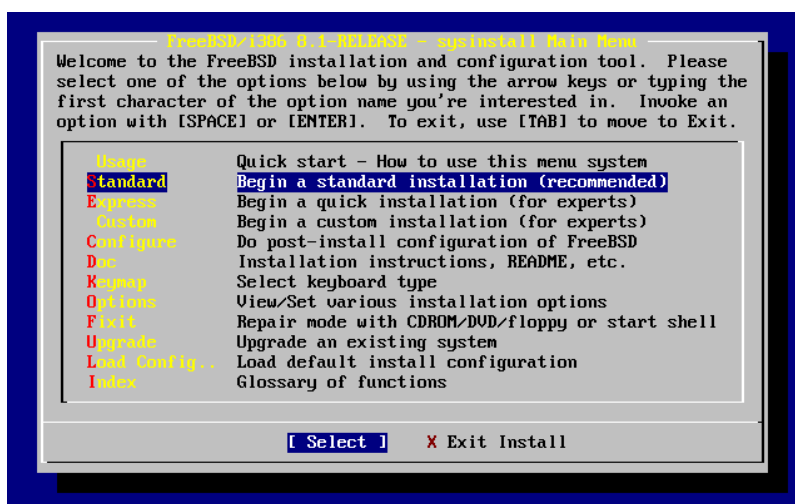 FreeBSD/i386 8.1-RELEASE - sysinstall Main Menu
Welcome to the FreeBSD installation and configuration tool.  Please
select one of the options below by using the arrow keys or typing the
first character of the option name you're interested in.  Invoke an
option with [SPACE] or [ENTER].  To exit, use [TAB] to move to Exit.
Usage Quick start - How to use this menu system
Standard Begin a standard installation (recommended)
Express Begin a quick installation (for experts)
Custom Begin a custom installation (for experts)
Configure Do post-install configuration of FreeBSD
Doc Installation instructions, README, etc.
Keymap Select keyboard type
Options View/Set various installation options
Fixit Repair mode with CDROM/DVD/floppy or start shell
Upgrade Upgrade an existing system
Load Config.. Load default install configuration
Index Glossary of functions
[ Select ] X Exit Install